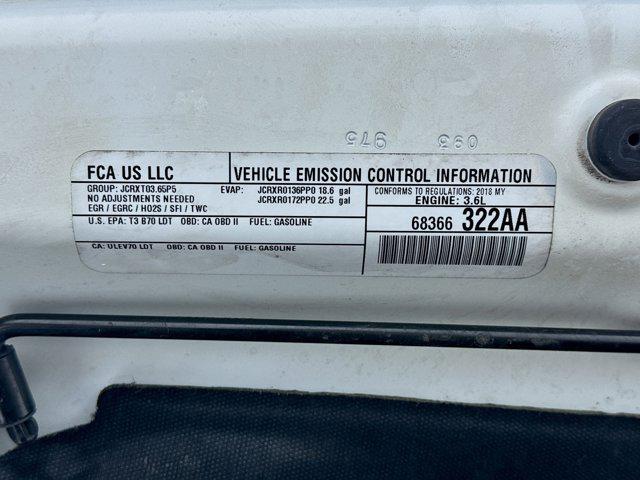 975 093
FCA US LLC
VEHICLE EMISSION CONTROL INFORMATION
GROUP: JCRXT03.65P5 EVAP: JCRXR0136PP0 18.6 gal
NO ADJUSTMENTS NEEDED JCRXR0172PP0 22.5 gal
EGR / EGRC / HO2S / SFI / TWC
U.S. EPA: T3 B70 LDT OBD: CA OBD II FUEL: GASOLINE
CA: ULEV70 LDT OBD: CA OBD II FUEL: GASOLINE
CONFORMS TO REGULATIONS: 2018 MY
ENGINE: 3.6L
68366 322AA